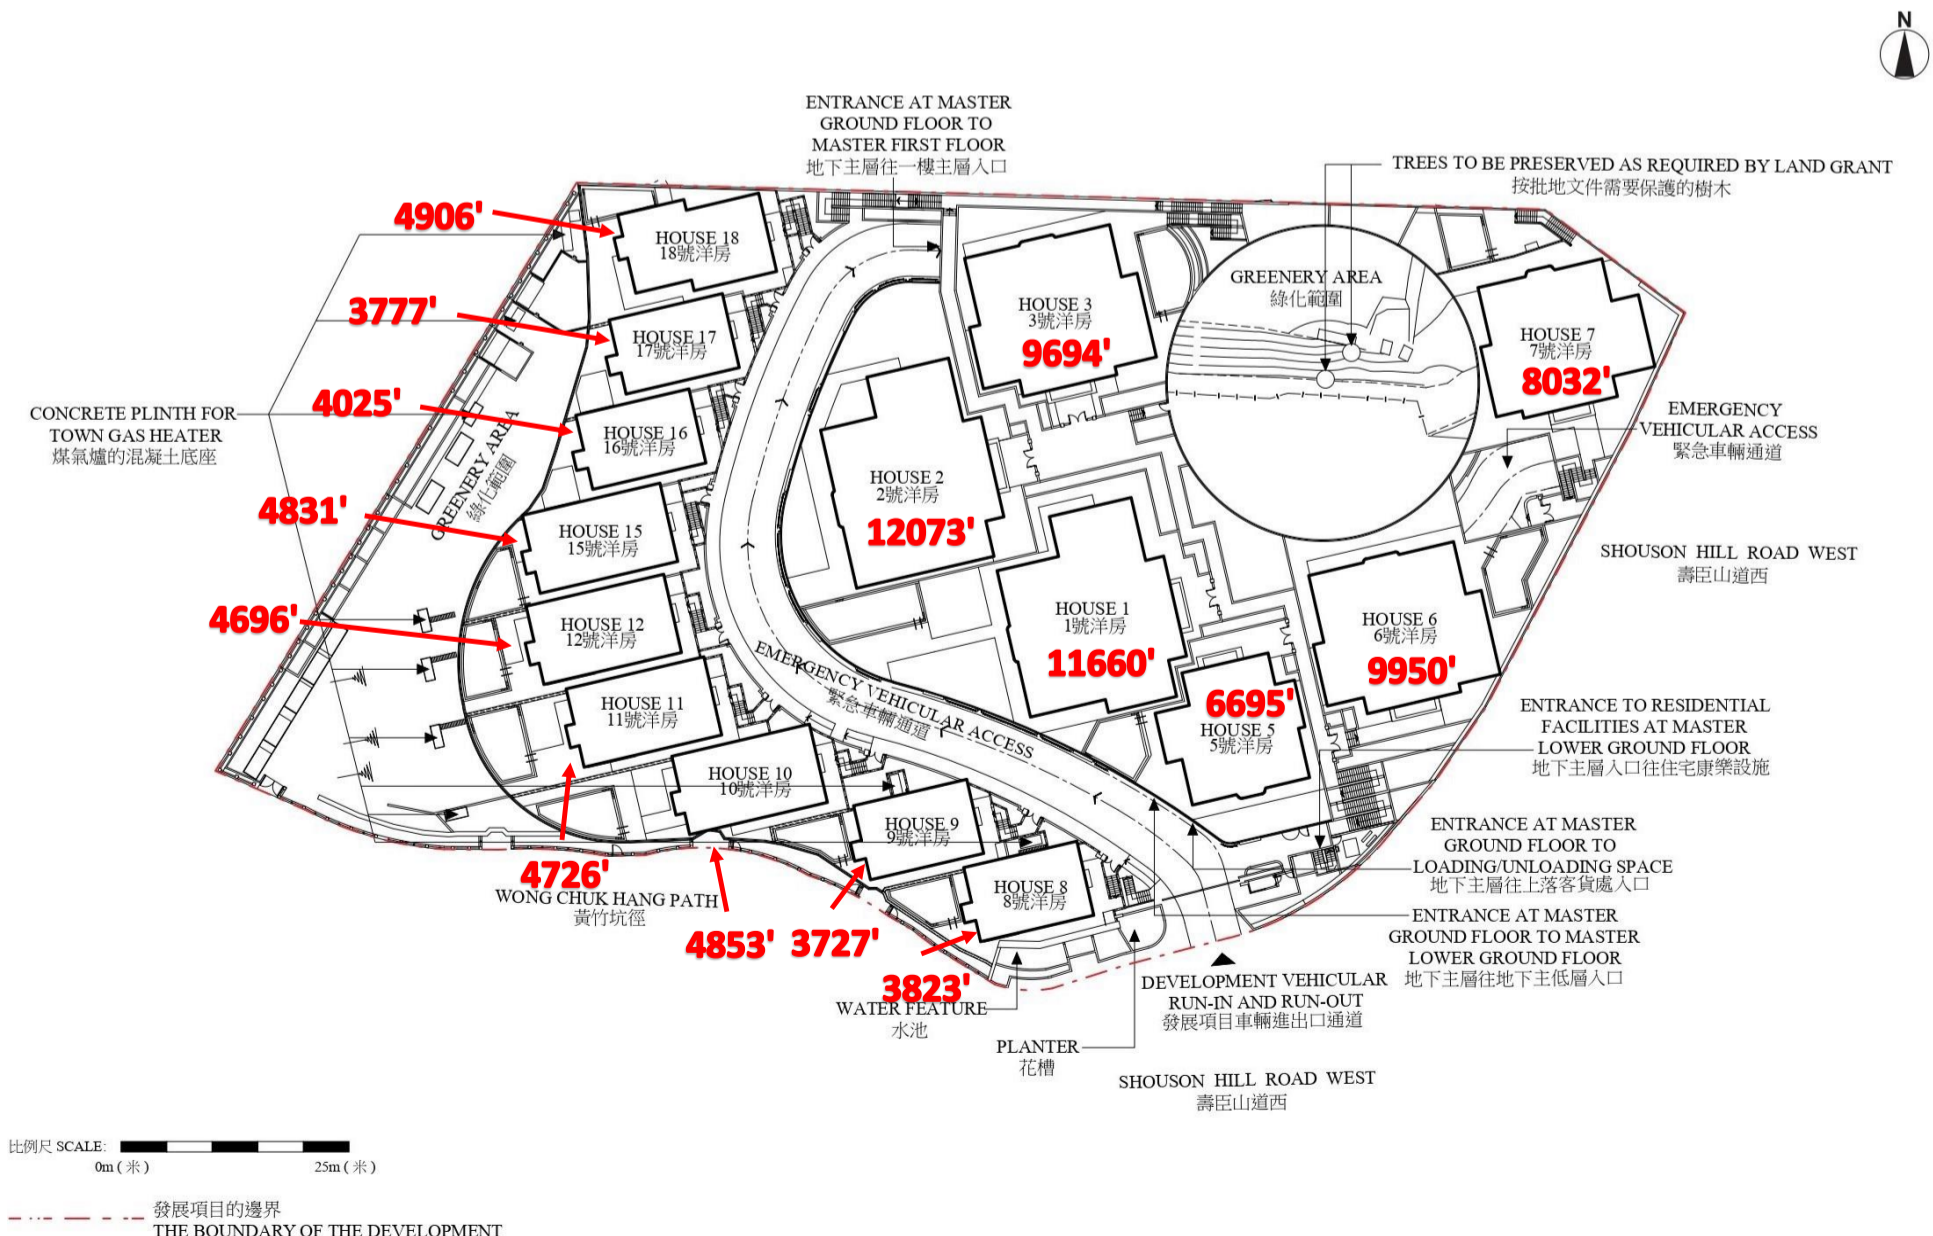 N
ENTRANCE AT MASTER
GROUND FLOOR TO
MASTER FIRST FLOOR
地下主層往一樓主層入口
TREES TO BE PRESERVED AS REQUIRED BY LAND GRANT
按批地文件需要保護的樹木
4906'
HOUSE 18
18號洋房
3777'
HOUSE 17
17號洋房
HOUSE 3
3號洋房
9694'
GREENERY AREA
綠化範圍
HOUSE 7
7號洋房
8032'
CONCRETE PLINTH FOR
TOWN GAS HEATER
煤氣爐的混凝土底座
4025'
HOUSE 16
16號洋房
EMERGENCY
VEHICULAR ACCESS
緊急車輛通道
GREENERY AREA
綠化範圍
HOUSE 2
2號洋房
12073'
4831'
HOUSE 15
15號洋房
SHOUSON HILL ROAD WEST
壽臣山道西
4696'
HOUSE 12
12號洋房
HOUSE 1
1號洋房
11660'
HOUSE 6
6號洋房
9950'
EMERGENCY VEHICULAR ACCESS
緊急車輛通道
HOUSE 11
11號洋房
6695'
HOUSE 5
5號洋房
ENTRANCE TO RESIDENTIAL
FACILITIES AT MASTER
LOWER GROUND FLOOR
地下主層入口往住宅康樂設施
HOUSE 10
10號洋房
HOUSE 9
9號洋房
ENTRANCE AT MASTER
GROUND FLOOR TO
LOADING/UNLOADING SPACE
地下主層往上落客貨處入口
4726'
WONG CHUK HANG PATH
黃竹坑徑
HOUSE 8
8號洋房
4853'
3727'
3823'
ENTRANCE AT MASTER
GROUND FLOOR TO MASTER
LOWER GROUND FLOOR
地下主層往地下主低層入口
WATER FEATURE
水池
DEVELOPMENT VEHICULAR
RUN-IN AND RUN-OUT
發展項目車輛進出口通道
PLANTER
花槽
SHOUSON HILL ROAD WEST
壽臣山道西
比例尺 SCALE:
0m ( 米 )
25m ( 米 )
發展項目的邊界
THE BOUNDARY OF THE DEVELOPMENT